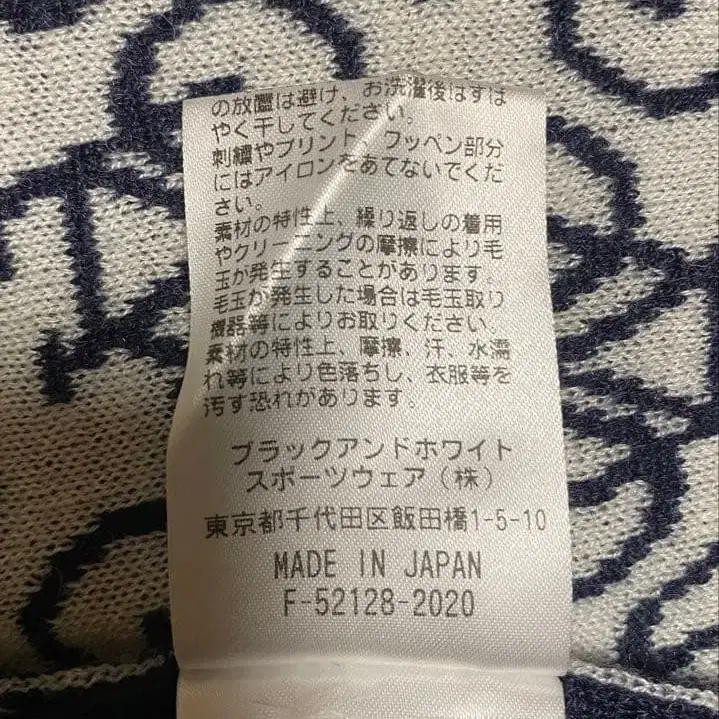 の放置は避け、お洗濯後はすば
やく干してください。
刺繍やプリント、ワッペン部分
にはアイロンをあてないでくだ
さい。
素材の特性上、繰り返しの着用
やクリーニングの摩擦により毛
玉が発生することがあります。
毛玉が発生した場合は毛玉取り
機器等によりお取りください。
素材の特性上、摩擦、汗、水濡
れ等により色落ちし、衣服等を
汚す恐れがあります。
ブラックアンドホワイト
スポーツウェア(株)
東京都千代田区飯田橋1-5-10
MADE IN JAPAN
F-52128-2020